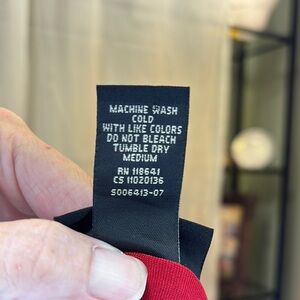 MACHINE WASH
COLD
WITH LIKE COLORS
DO NOT BLEACH
TUMBLE DRY
MEDIUM
RN 118641
CS 11020136
S006413-07